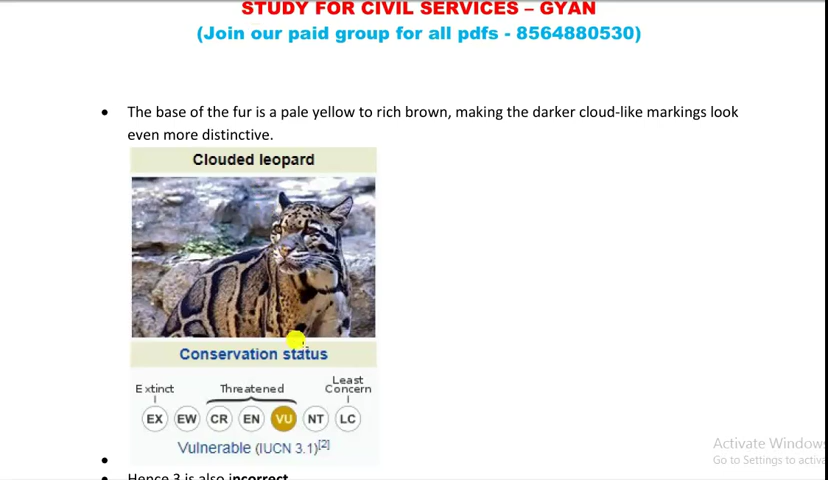 STUDY FOR CIVIL SERVICES – GYAN
(Join our paid group for all pdfs - 8564880530)
• The base of the fur is a pale yellow to rich brown, making the darker cloud-like markings look
even more distinctive.
Clouded leopard
Conservation status
Extinct Threatened Least Concern
EX EW CR EN VU NT LC
Vulnerable (IUCN 3.1)[2]
Activate Windows
Go to Settings to activa
• Hence 3 is also incorrect